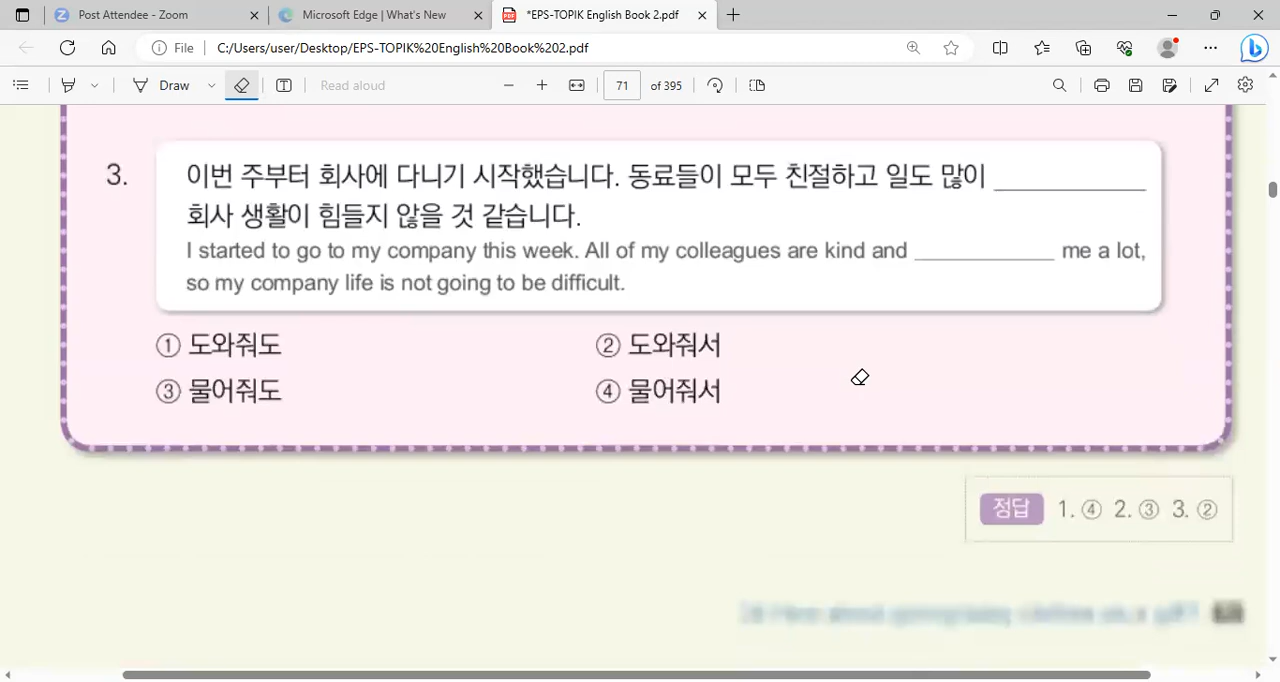 Post Attendee - Zoom
Microsoft Edge | What's New
*EPS-TOPIK English Book 2.pdf
File
C:/Users/user/Desktop/EPS-TOPIK%20English%20Book%202.pdf
Draw
Read aloud
71 of 395
3.
이번 주부터 회사에 다니기 시작했습니다. 동료들이 모두 친절하고 일도 많이 ____________
회사 생활이 힘들지 않을 것 같습니다.
I started to go to my company this week. All of my colleagues are kind and ____________ me a lot,
so my company life is not going to be difficult.
① 도와줘도 ② 도와줘서
③ 물어줘도 ④ 물어줘서
정답 1. ④ 2. ③ 3. ②